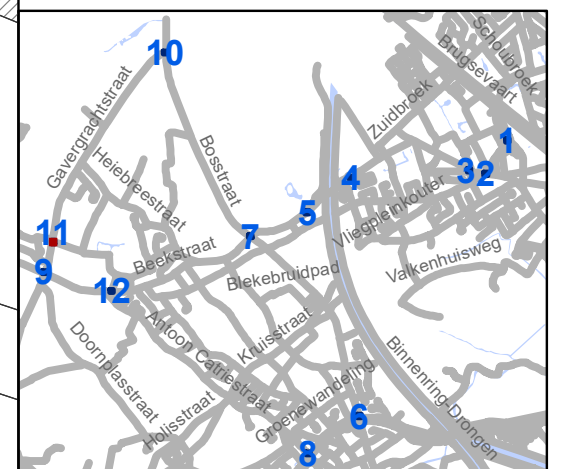 Schoubroek
Brugsevaart
10
Gavergrachtstraat
Zuidbroek
1
Heiebreestraat
Bosstraat
3
2
4
5
Vliegpleinkouter
11
7
Beekstraat
Valkenhuisweg
9
Blekebruidpad
12
Antoon Catriestraat
Kruisstraat
Doornplasstraat
Binnenring-Drongen
Groenewandeling
Holisstraat
6
8